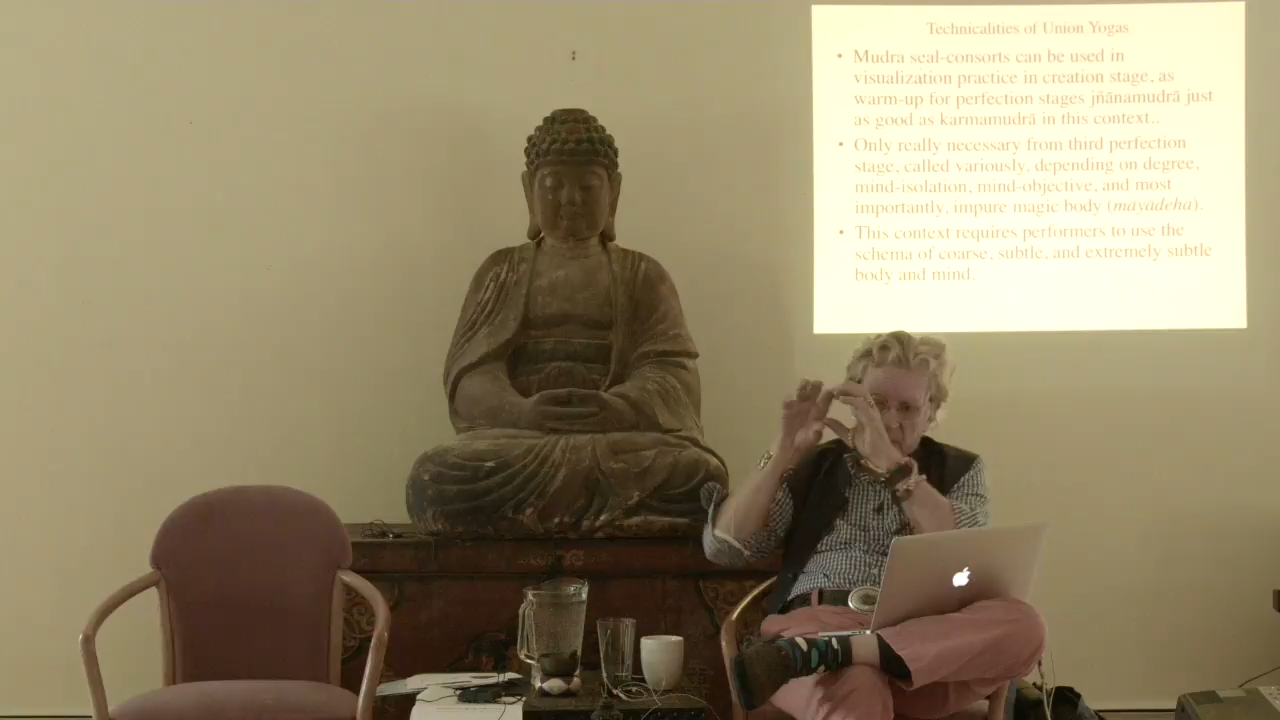 Technicalities of Union Yogas
• Mudra seal-consorts can be used in
visualization practice in creation stage, as
warm-up for perfection stages jñānamudrā just
as good as karmamudrā in this context..
• Only really necessary from third perfection
stage, called variously, depending on degree,
mind-isolation, mind-objective, and most
importantly, impure magic body (māyādeha).
• This context requires performers to use the
schema of coarse, subtle, and extremely subtle
body and mind.